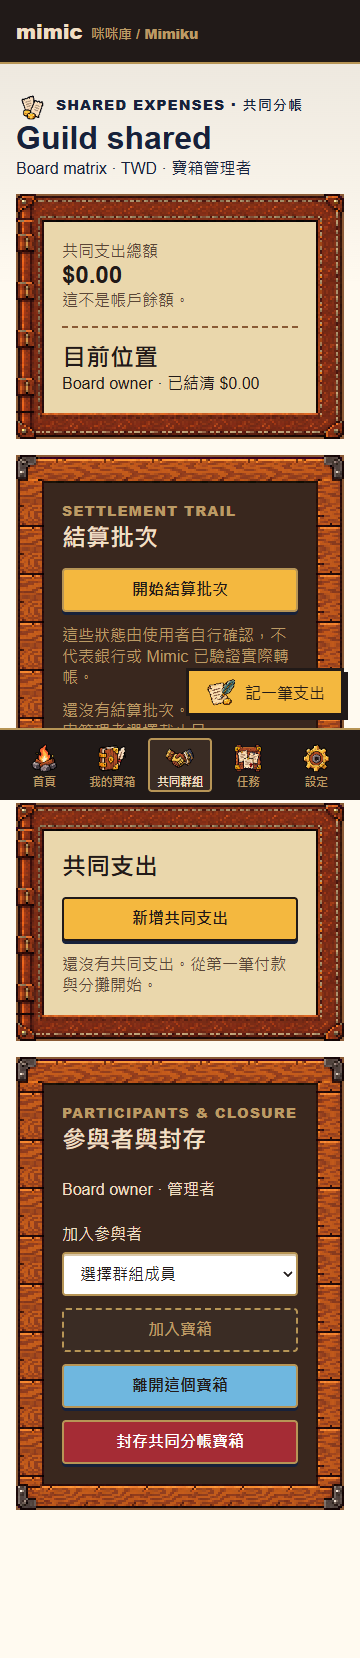 mimic 咪咪庫 / Mimiku
SHARED EXPENSES · 共同分帳
Guild shared
Board matrix · TWD · 寶箱管理者
共同支出總額
$0.00
這不是帳戶餘額。
目前位置
Board owner · 已結清 $0.00
SETTLEMENT TRAIL
結算批次
開始結算批次
這些狀態由使用者自行確認，不
代表銀行或 Mimic 已驗證實際轉
帳。
還沒有結算批次。
記一筆支出
首頁
我的寶箱
共同群組
任務
設定
共同支出
新增共同支出
還沒有共同支出。從第一筆付款
與分攤開始。
PARTICIPANTS & CLOSURE
參與者與封存
Board owner · 管理者
加入參與者
選擇群組成員
加入寶箱
離開這個寶箱
封存共同分帳寶箱